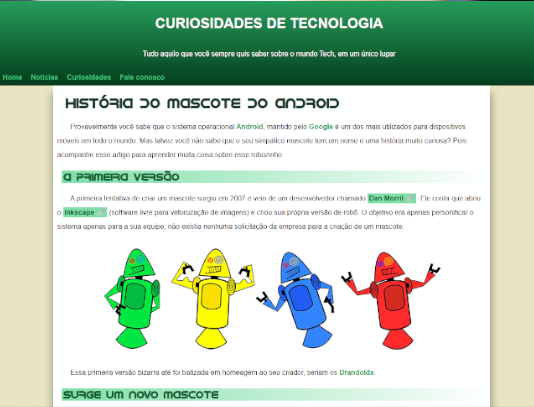 CURIOSIDADES DE TECNOLOGIA
Tudo aquilo que você sempre quis saber sobre o mundo Tech, em um único lugar
Home Notícias Curiosidades Fale conosco
HISTÓRIA DO MASCOTE DO ANDROID
Provavelmente você sabe que o sistema operacional Android, mantido pelo Google é um dos mais utilizados para dispositivos
móveis em todo o mundo. Mas talvez você não sabe que o seu simpático mascote tem um nome e uma história muito curiosa? Pois
acompanhe esse artigo para aprender muita coisa sobre esse robozinho
A PRIMEIRA VERSÃO
A primeira tentativa de criar um mascote surgiu em 2007 e veio de um desenvolvedor chamado Dan Morril. Ele conta que abriu
o Inkscape (software livre para vetorização de imagens) e criou sua própria versão de robô. O objetivo era apenas personificar o
sistema apenas para a sua equipe, não existia nenhuma solicitação da empresa para a criação de um mascote.
Essa primeira versão bizarra até foi batizada em homeagem ao seu criador, seriam os Drandoids.
SURGE UM NOVO MASCOTE